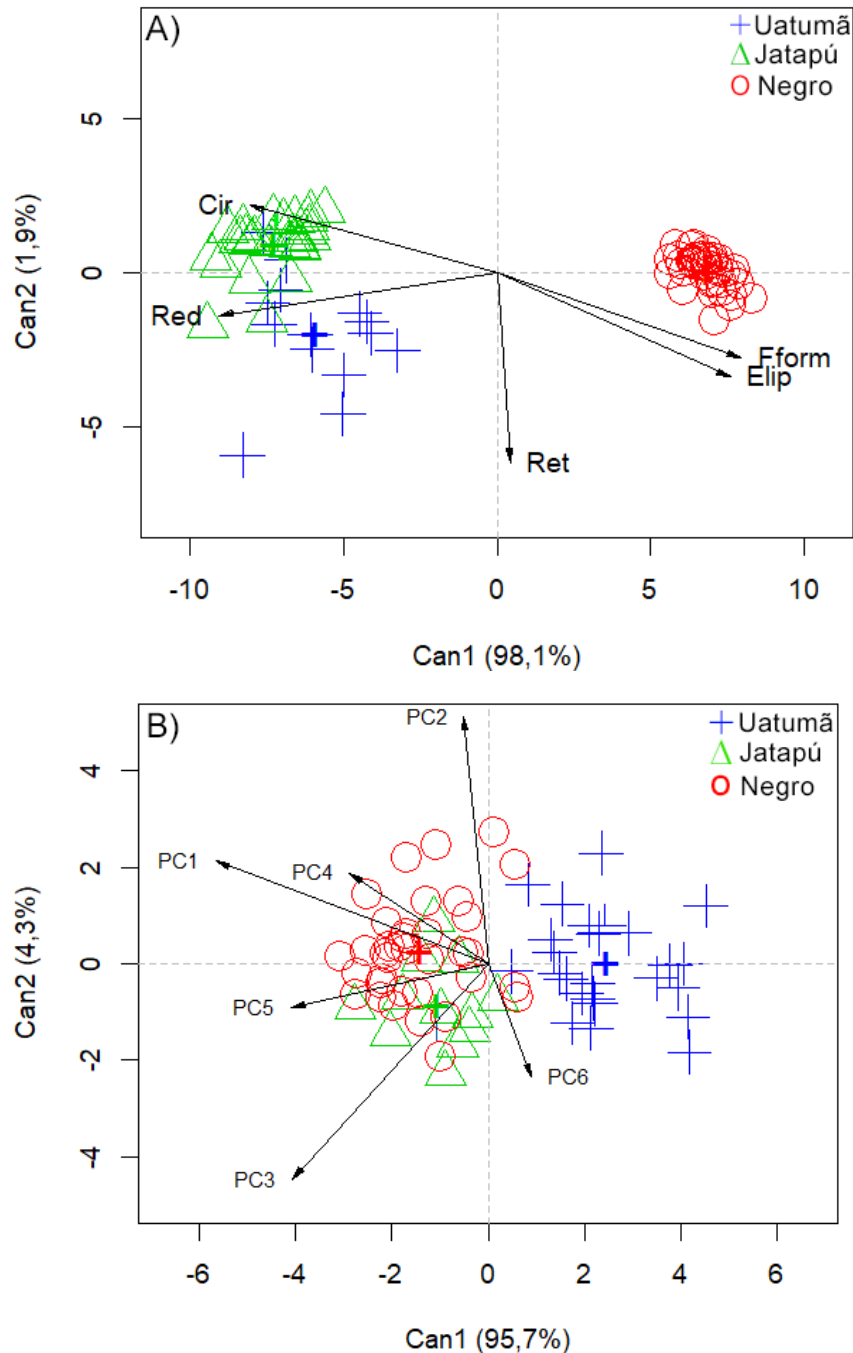 A)
Uatumã
Jatapú
Negro
5
0
-5
Can2 (1,9%)
Cir
Red
Fform
Elip
Ret
-10
-5
0
5
10
Can1 (98,1%)
B)
Uatumã
Jatapú
Negro
4
2
0
-2
-4
Can2 (4,3%)
PC2
PC1
PC4
PC5
PC6
PC3
-6
-4
-2
0
2
4
6
Can1 (95,7%)